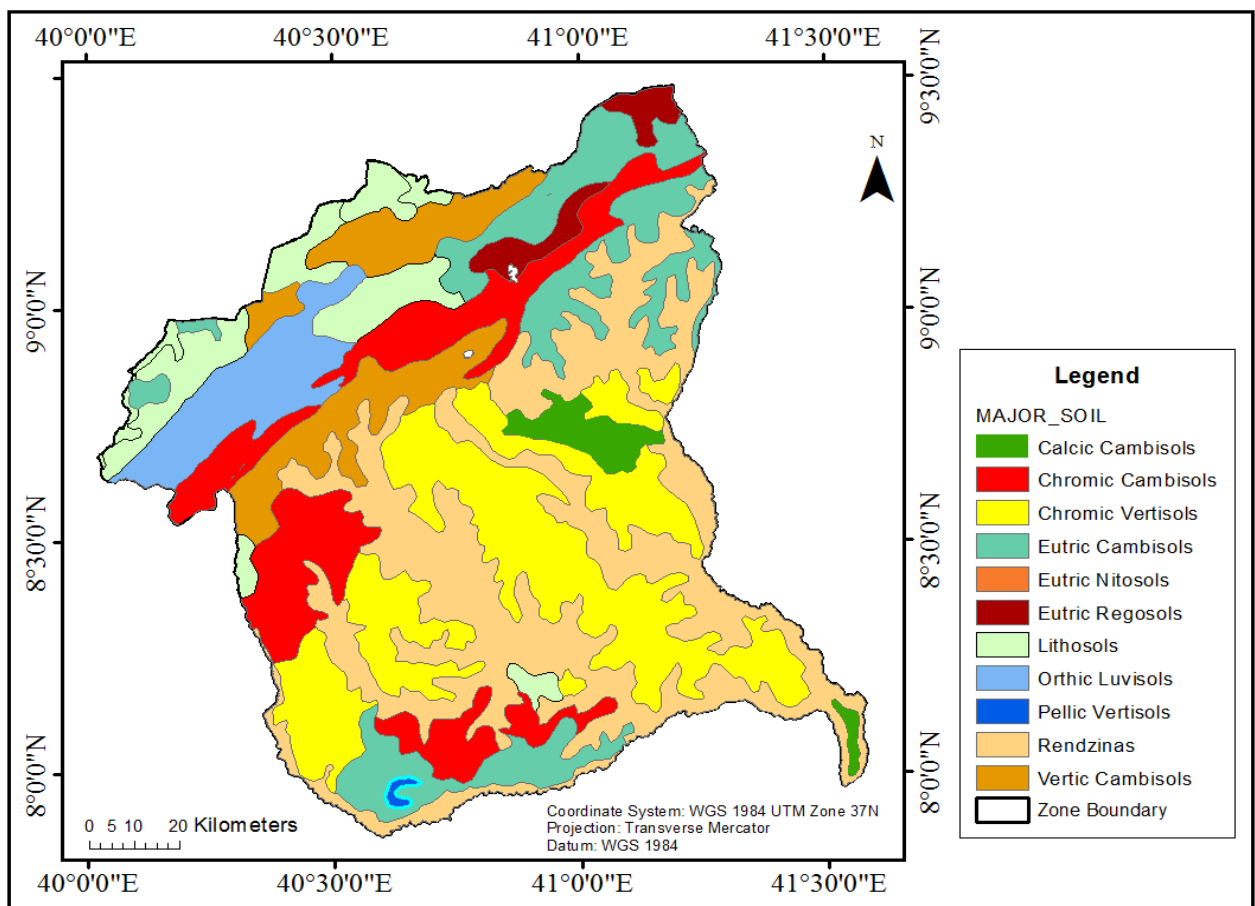 40°0'0"E 40°30'0"E 41°0'0"E 41°30'0"E
9°30'0"N
N
9°0'0"N
9°0'0"N
8°30'0"N
8°30'0"N
8°0'0"N
8°0'0"N
Legend
MAJOR_SOIL
Calcic Cambisols
Chromic Cambisols
Chromic Vertisols
Eutric Cambisols
Eutric Nitosols
Eutric Regosols
Lithosols
Orthic Luvisols
Pellic Vertisols
Rendzinas
Vertic Cambisols
Zone Boundary
0 5 10 20 Kilometers
Coordinate System: WGS 1984 UTM Zone 37N
Projection: Transverse Mercator
Datum: WGS 1984
40°0'0"E 40°30'0"E 41°0'0"E 41°30'0"E